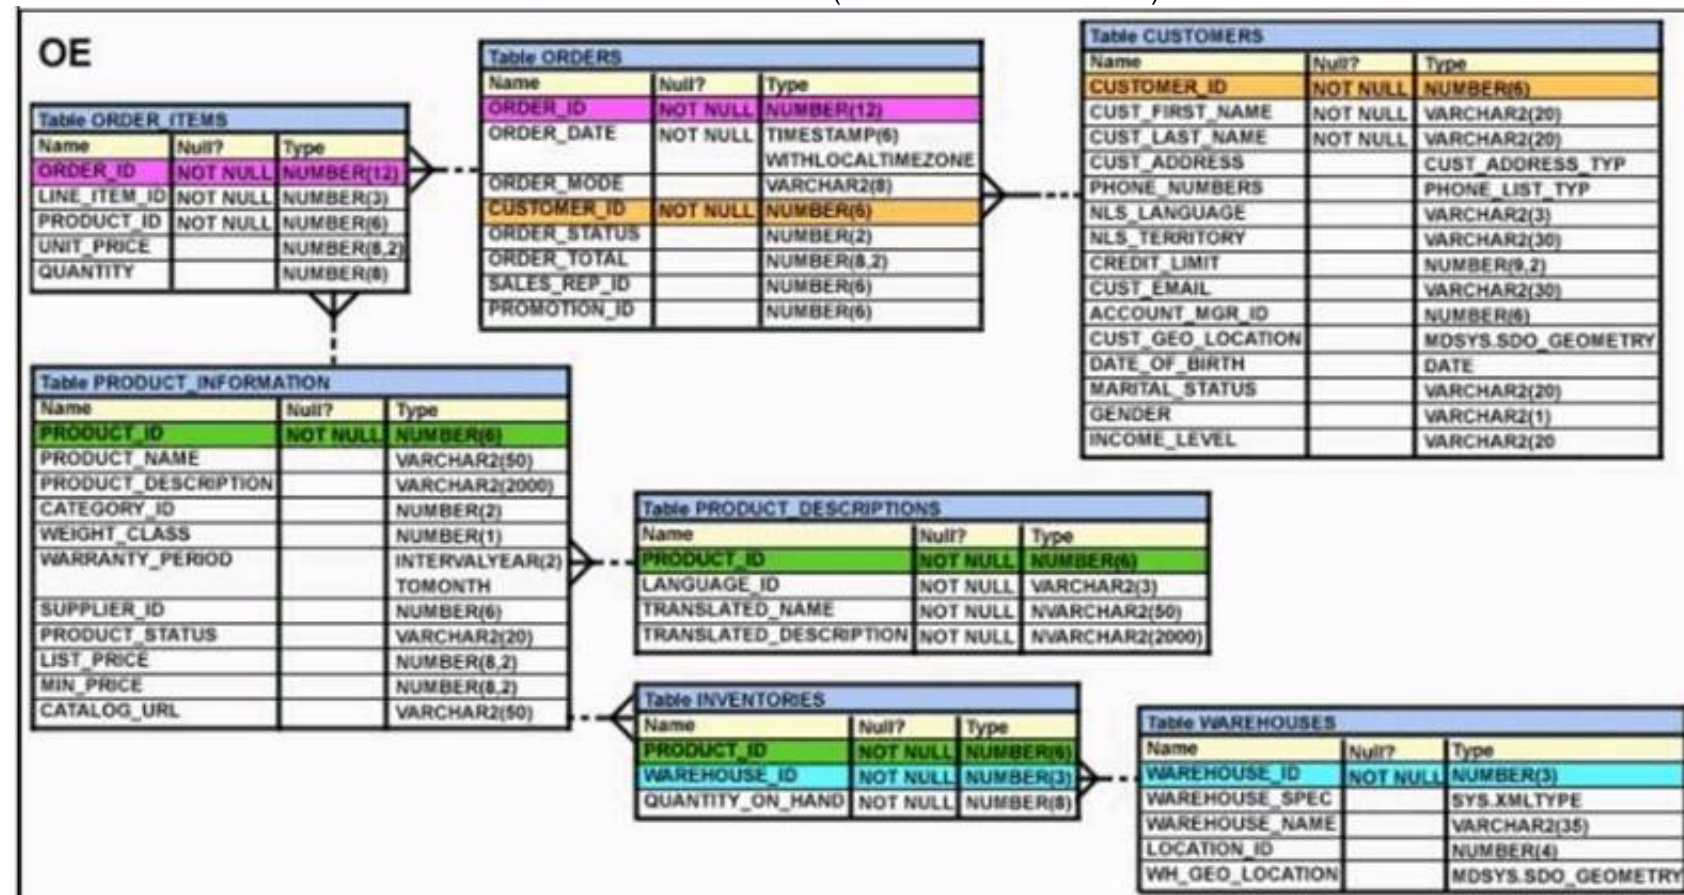 OE
Table ORDER_ITEMS
Name Null? Type
ORDER_ID NOT NULL NUMBER(12)
LINE_ITEM_ID NOT NULL NUMBER(3)
PRODUCT_ID NOT NULL NUMBER(6)
UNIT_PRICE NUMBER(8,2)
QUANTITY NUMBER(8)
Table ORDERS
Name Null? Type
ORDER_ID NOT NULL NUMBER(12)
ORDER_DATE NOT NULL TIMESTAMP(6)
WITHLOCALTIMEZONE
ORDER_MODE VARCHAR2(8)
CUSTOMER_ID NOT NULL NUMBER(6)
ORDER_STATUS NUMBER(2)
ORDER_TOTAL NUMBER(8,2)
SALES_REP_ID NUMBER(6)
PROMOTION_ID NUMBER(6)
Table CUSTOMERS
Name Null? Type
CUSTOMER_ID NOT NULL NUMBER(6)
CUST_FIRST_NAME NOT NULL VARCHAR2(20)
CUST_LAST_NAME NOT NULL VARCHAR2(20)
CUST_ADDRESS CUST_ADDRESS_TYP
PHONE_NUMBERS PHONE_LIST_TYP
NLS_LANGUAGE VARCHAR2(3)
NLS_TERRITORY VARCHAR2(30)
CREDIT_LIMIT NUMBER(9,2)
CUST_EMAIL VARCHAR2(30)
ACCOUNT_MGR_ID NUMBER(6)
CUST_GEO_LOCATION MDSYS.SDO_GEOMETRY
DATE_OF_BIRTH DATE
MARITAL_STATUS VARCHAR2(20)
GENDER VARCHAR2(1)
INCOME_LEVEL VARCHAR2(20
Table PRODUCT_INFORMATION
Name Null? Type
PRODUCT_ID NOT NULL NUMBER(6)
PRODUCT_NAME VARCHAR2(50)
PRODUCT_DESCRIPTION VARCHAR2(2000)
CATEGORY_ID NUMBER(2)
WEIGHT_CLASS NUMBER(1)
WARRANTY_PERIOD INTERVALYEAR(2)
TOMONTH
SUPPLIER_ID NUMBER(6)
PRODUCT_STATUS VARCHAR2(20)
LIST_PRICE NUMBER(8,2)
MIN_PRICE NUMBER(8,2)
CATALOG_URL VARCHAR2(50)
Table PRODUCT_DESCRIPTIONS
Name Null? Type
PRODUCT_ID NOT NULL NUMBER(6)
LANGUAGE_ID NOT NULL VARCHAR2(3)
TRANSLATED_NAME NOT NULL NVARCHAR2(50)
TRANSLATED_DESCRIPTION NOT NULL NVARCHAR2(2000)
Table INVENTORIES
Name Null? Type
PRODUCT_ID NOT NULL NUMBER(6)
WAREHOUSE_ID NOT NULL NUMBER(3)
QUANTITY_ON_HAND NOT NULL NUMBER(8)
Table WAREHOUSES
Name Null? Type
WAREHOUSE_ID NOT NULL NUMBER(3)
WAREHOUSE_SPEC SYS.XMLTYPE
WAREHOUSE_NAME VARCHAR2(35)
LOCATION_ID NUMBER(4)
WH_GEO_LOCATION MDSYS.SDO_GEOMETRY